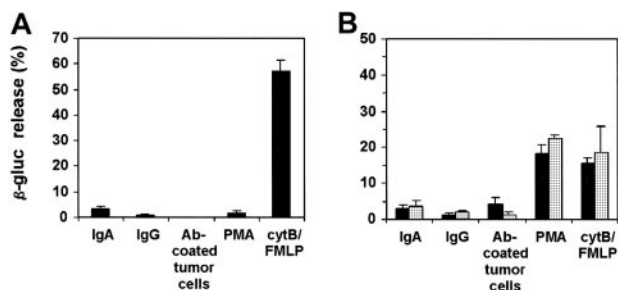 A
β-gluc release (%)
70
60
50
40
30
20
10
0
IgA IgG Ab- PMA cytB/
coated FMLP
tumor
cells
B
50
40
30
20
10
0
IgA IgG Ab- PMA cytB/
coated FMLP
tumor
cells